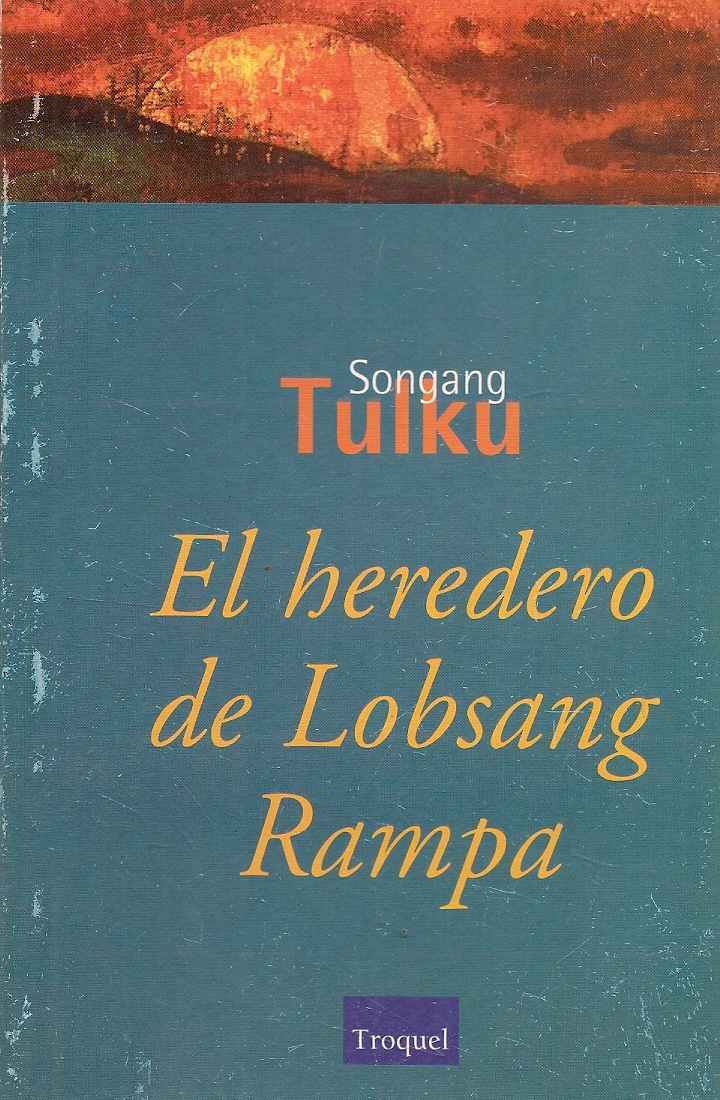 Songang
Tulku
El heredero
de Lobsang
Rampa
Troquel